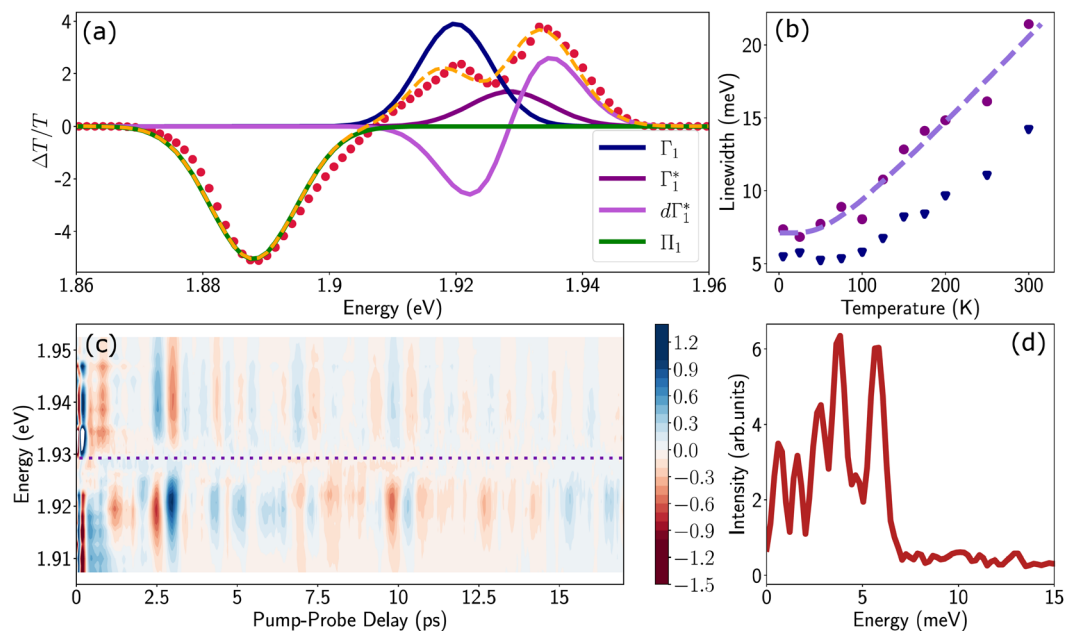 (a)
ΔT/T
4
2
0
-2
-4
Γ₁
Γ₁*
dΓ₁*
Π₁
1.86 1.88 1.9 1.92 1.94 1.96
Energy (eV)
(b)
Linewidth (meV)
20
15
10
5
0 100 200 300
Temperature (K)
(c)
Energy (eV)
1.95
1.94
1.93
1.92
1.91
0 2.5 5 7.5 10 12.5 15
Pump-Probe Delay (ps)
1.2
0.9
0.6
0.3
0.0
−0.3
−0.6
−0.9
−1.2
−1.5
(d)
Intensity (arb.units)
6
4
2
0
0 5 10 15
Energy (meV)